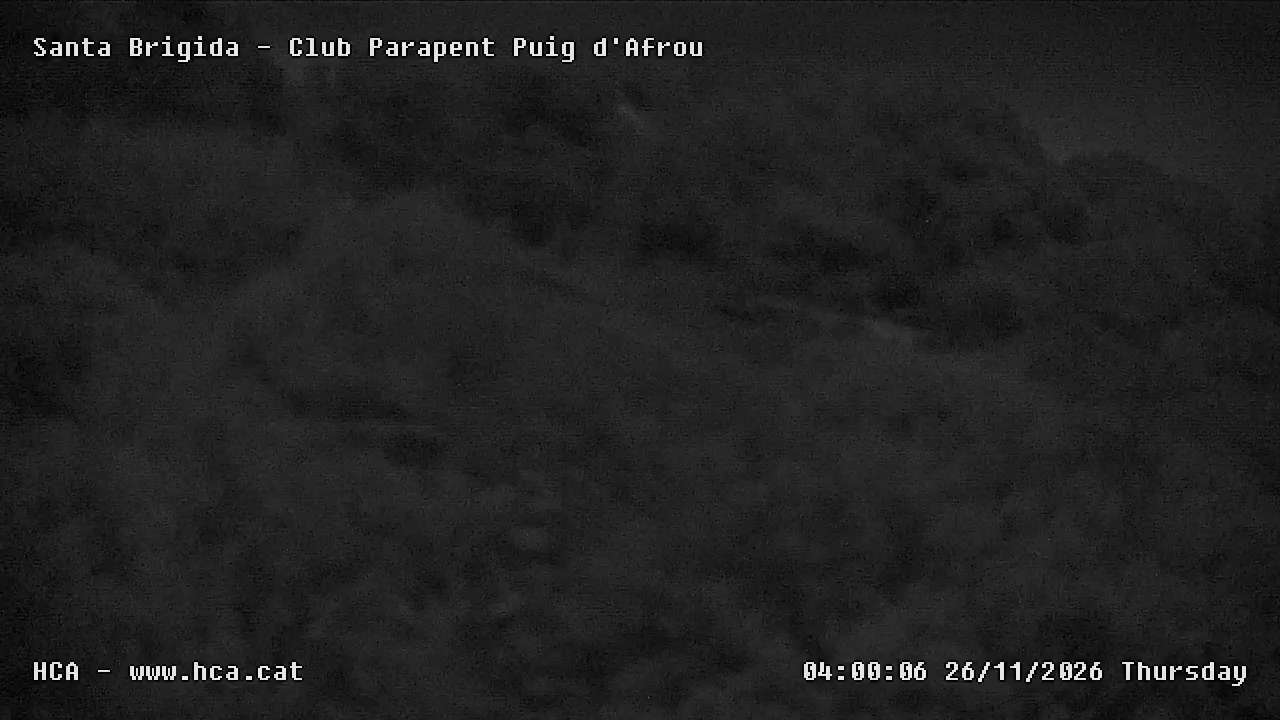 Santa Brigida - Club Parapent Puig d'Afrou
HCA - www.hca.cat
04:00:06 26/11/2026 Thursday